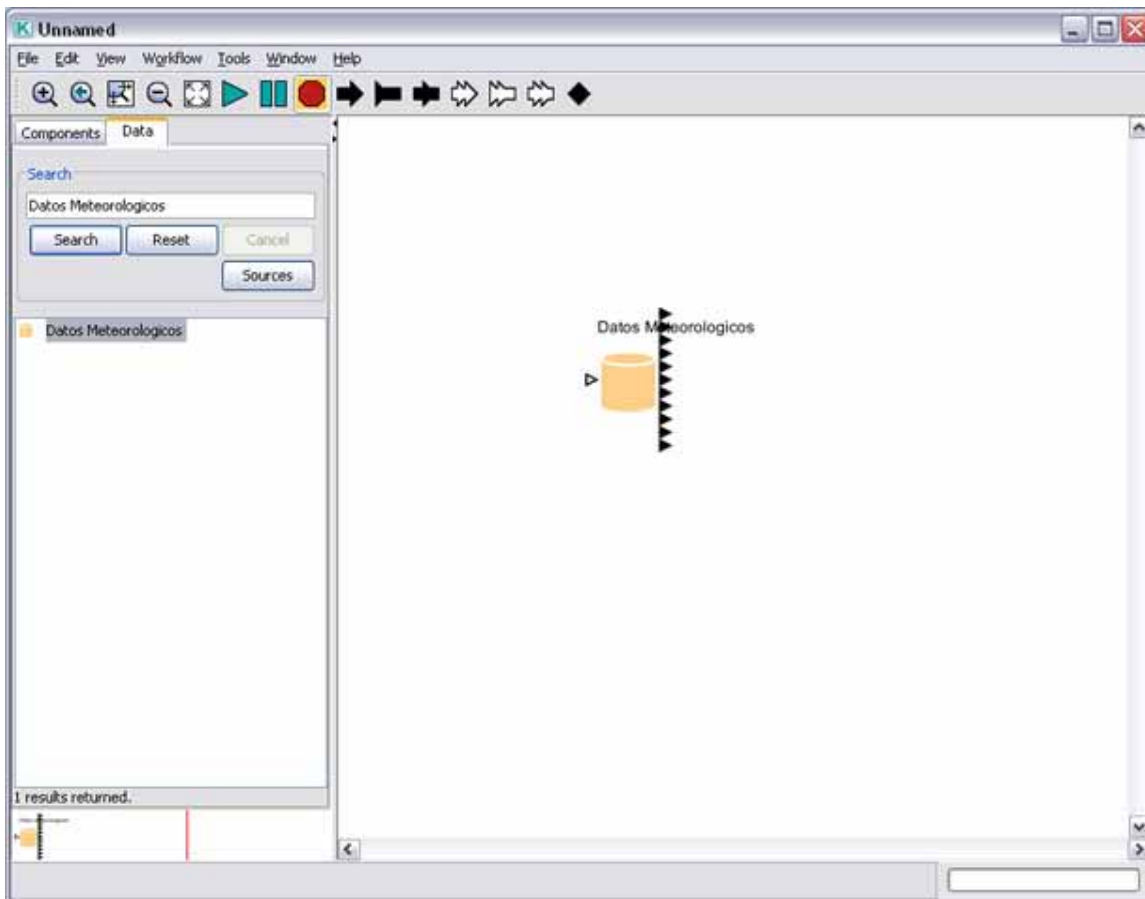 Unnamed
File Edit View Workflow Tools Window Help
Components Data
Search
Datos Meteorologicos
Search Reset Cancel
Sources
Datos Meteorologicos
Datos Meteorologicos
1 results returned.